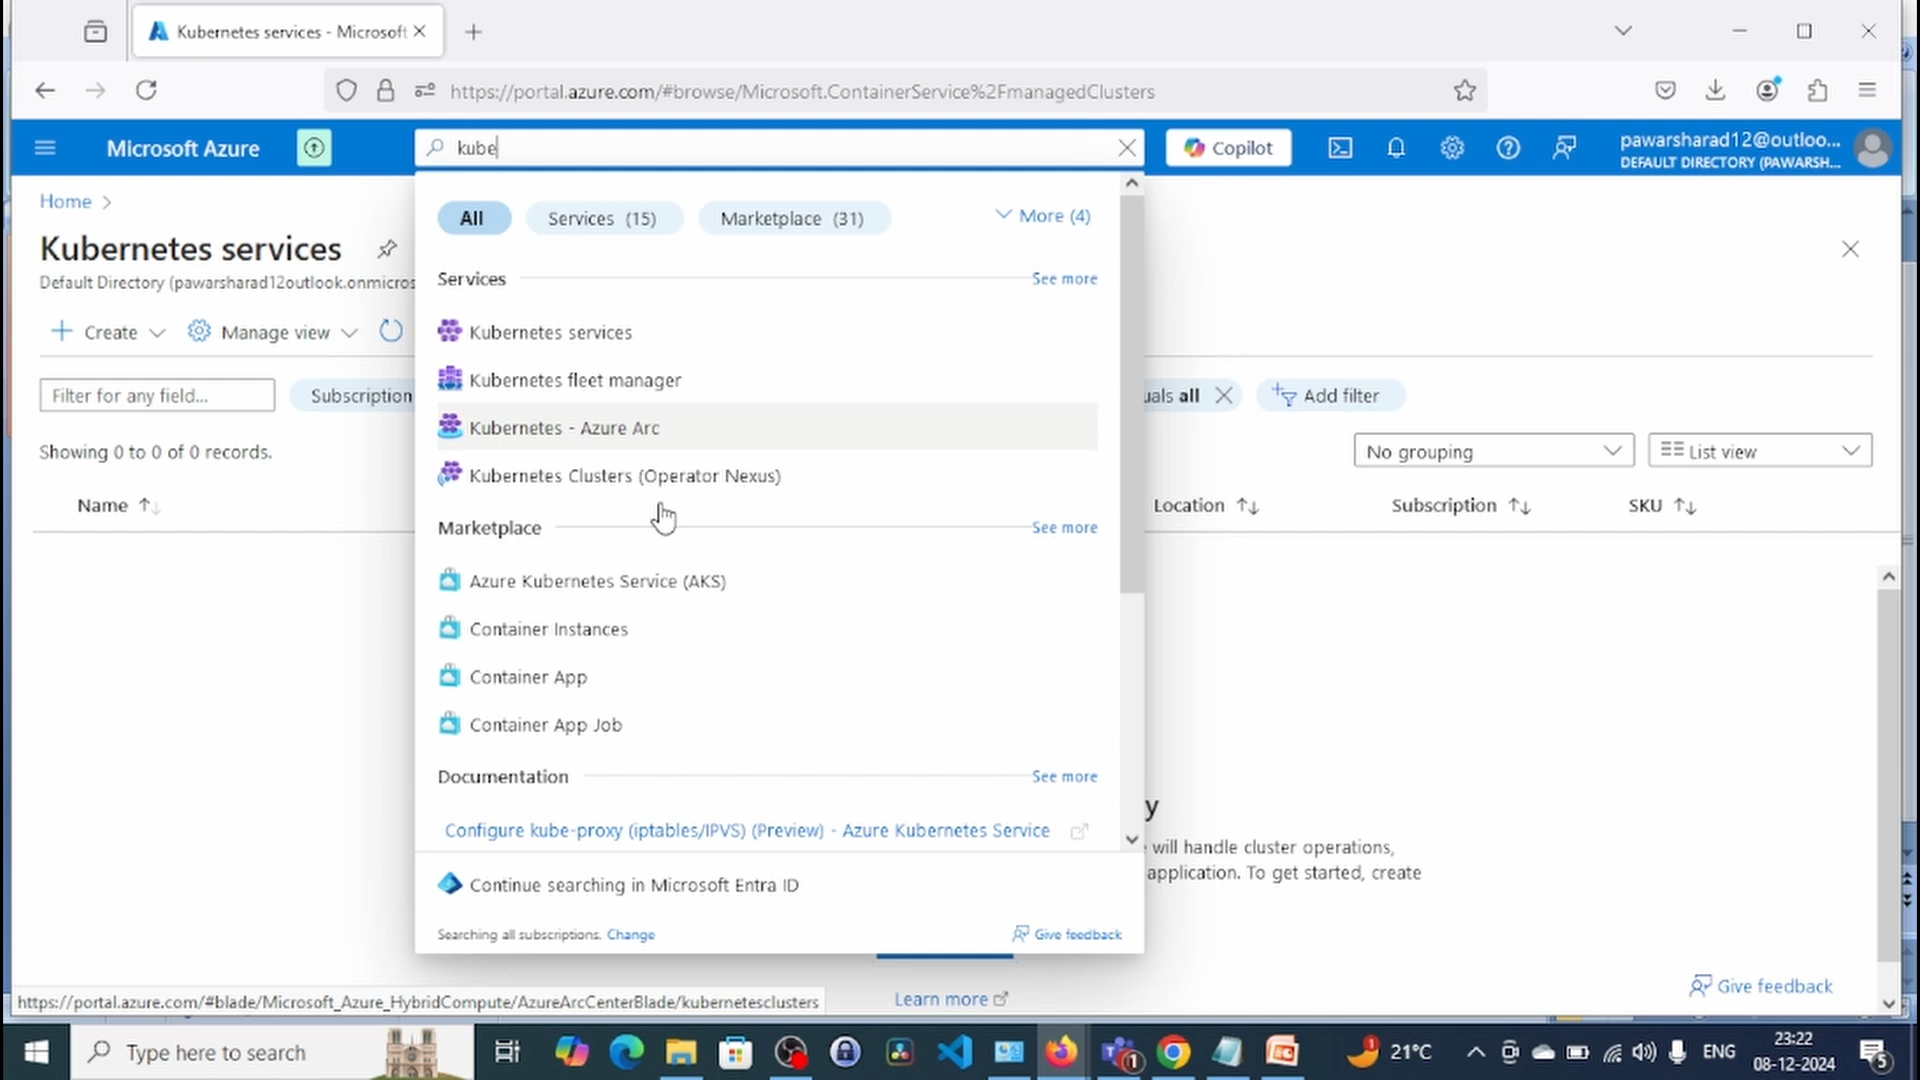 Kubernetes services - Microsoft
https://portal.azure.com/#browse/Microsoft.ContainerService%2FmanagedClusters
Microsoft Azure
kube
Copilot
pawarsharad12@outloo...
DEFAULT DIRECTORY (PAWARSH...
Home
All
Services (15)
Marketplace (31)
More (4)
Kubernetes services
Default Directory (pawarsharad12outlook.onmicros
Services
See more
Create
Manage view
Kubernetes services
Kubernetes fleet manager
Filter for any field...
Subscription
uals all
Add filter
Kubernetes - Azure Arc
Showing 0 to 0 of 0 records.
No grouping
List view
Kubernetes Clusters (Operator Nexus)
Name
Location
Subscription
SKU
Marketplace
See more
Azure Kubernetes Service (AKS)
Container Instances
Container App
Container App Job
Documentation
See more
y
Configure kube-proxy (iptables/IPVS) (Preview) - Azure Kubernetes Service
will handle cluster operations,
application. To get started, create
Continue searching in Microsoft Entra ID
Searching all subscriptions. Change
Give feedback
Give feedback
Learn more
https://portal.azure.com/#blade/Microsoft_Azure_HybridCompute/AzureArcCenterBlade/kubernetesclusters
Type here to search
1
1
21°C
ENG
23:22
08-12-2024
5